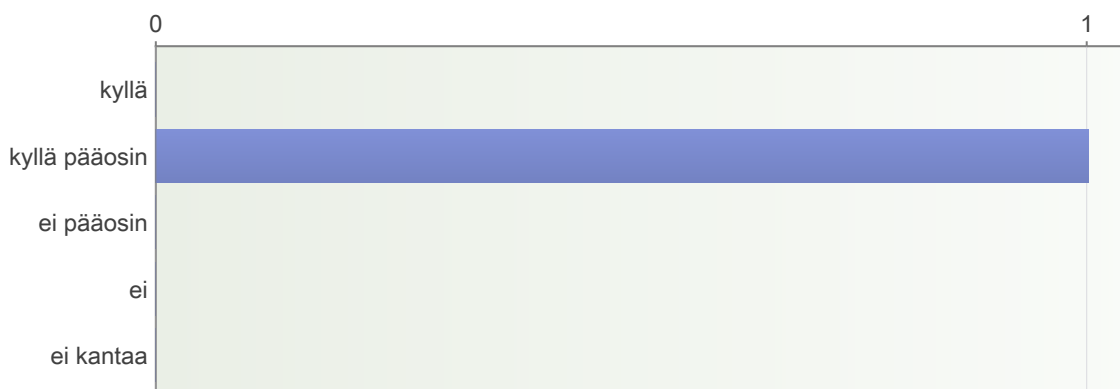 0 1
kyllä
kyllä pääosin
ei pääosin
ei
ei kantaa